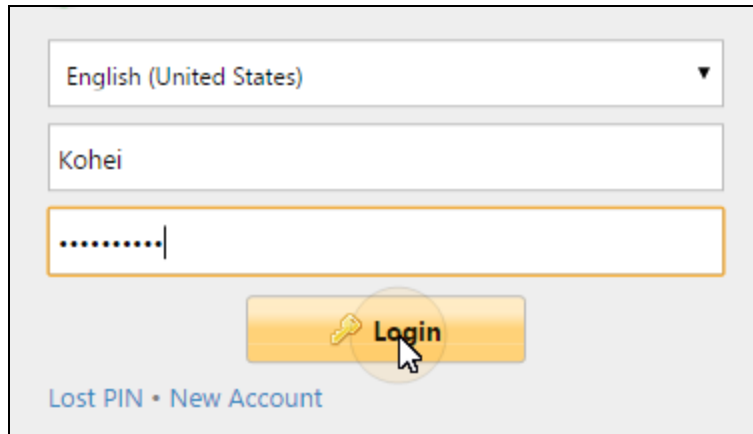 English (United States)
Kohei
••••••••••
Login
Lost PIN • New Account